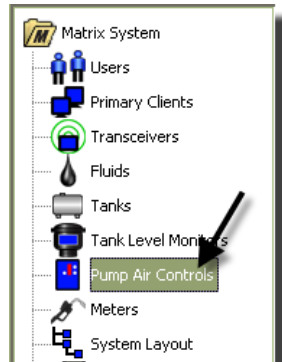 Matrix System
Users
Primary Clients
Transceivers
Fluids
Tanks
Tank Level Monitors
Pump Air Controls
Meters
System Layout